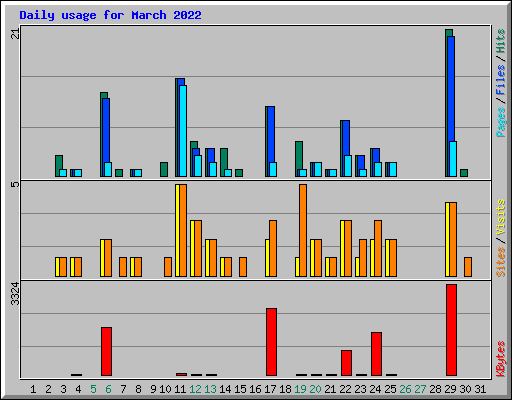 Daily usage for March 2022
21
Pages / Files / Hits
5
Sites / Visits
3324
KBytes
1 2 3 4 5 6 7 8 9 10 11 12 13 14 15 16 17 18 19 20 21 22 23 24 25 26 27 28 29 30 31